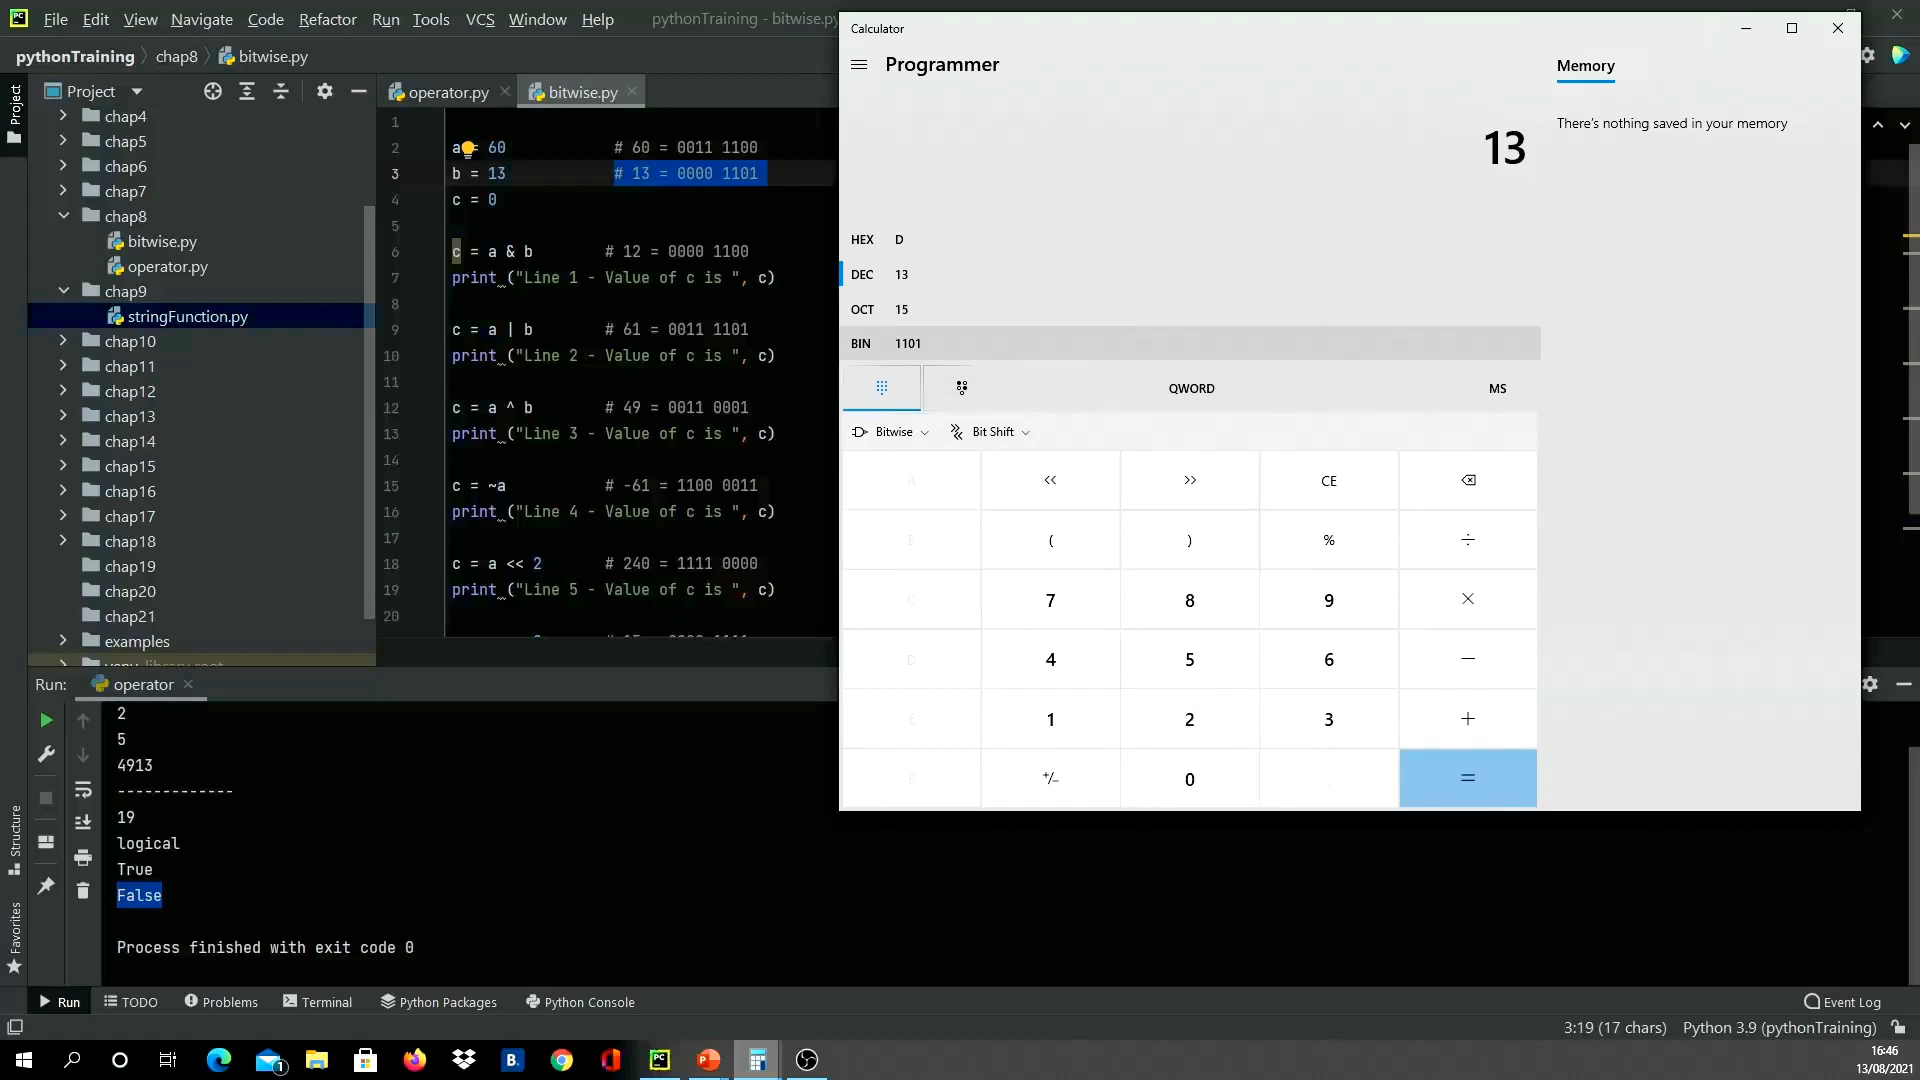 File Edit View Navigate Code Refactor Run Tools VCS Window Help pythonTraining - bitwise.py
pythonTraining chap8 bitwise.py
Project
Project
chap4
chap5
chap6
chap7
chap8
bitwise.py
operator.py
chap9
stringFunction.py
chap10
chap11
chap12
chap13
chap14
chap15
chap16
chap17
chap18
chap19
chap20
chap21
examples
operator.py bitwise.py
1
2 a = 60 # 60 = 0011 1100
3 b = 13 # 13 = 0000 1101
4 c = 0
5
6 c = a & b # 12 = 0000 1100
7 print ("Line 1 - Value of c is ", c)
8
9 c = a | b # 61 = 0011 1101
10 print ("Line 2 - Value of c is ", c)
11
12 c = a ^ b # 49 = 0011 0001
13 print ("Line 3 - Value of c is ", c)
14
15 c = ~a # -61 = 1100 0011
16 print ("Line 4 - Value of c is ", c)
17
18 c = a << 2 # 240 = 1111 0000
19 print ("Line 5 - Value of c is ", c)
20
Calculator
Programmer
13
HEX D
DEC 13
OCT 15
BIN 1101
QWORD MS
Bitwise Bit Shift
A << >> CE
B ( ) % ÷
C 7 8 9 ×
D 4 5 6 −
E 1 2 3 +
F +/− 0 . =
Memory
There's nothing saved in your memory
Run: operator
2
5
4913
-------------
19
logical
True
False
Process finished with exit code 0
Structure
Favorites
Run TODO Problems Terminal Python Packages Python Console Event Log
3:19 (17 chars) Python 3.9 (pythonTraining)
16:46
13/08/2021